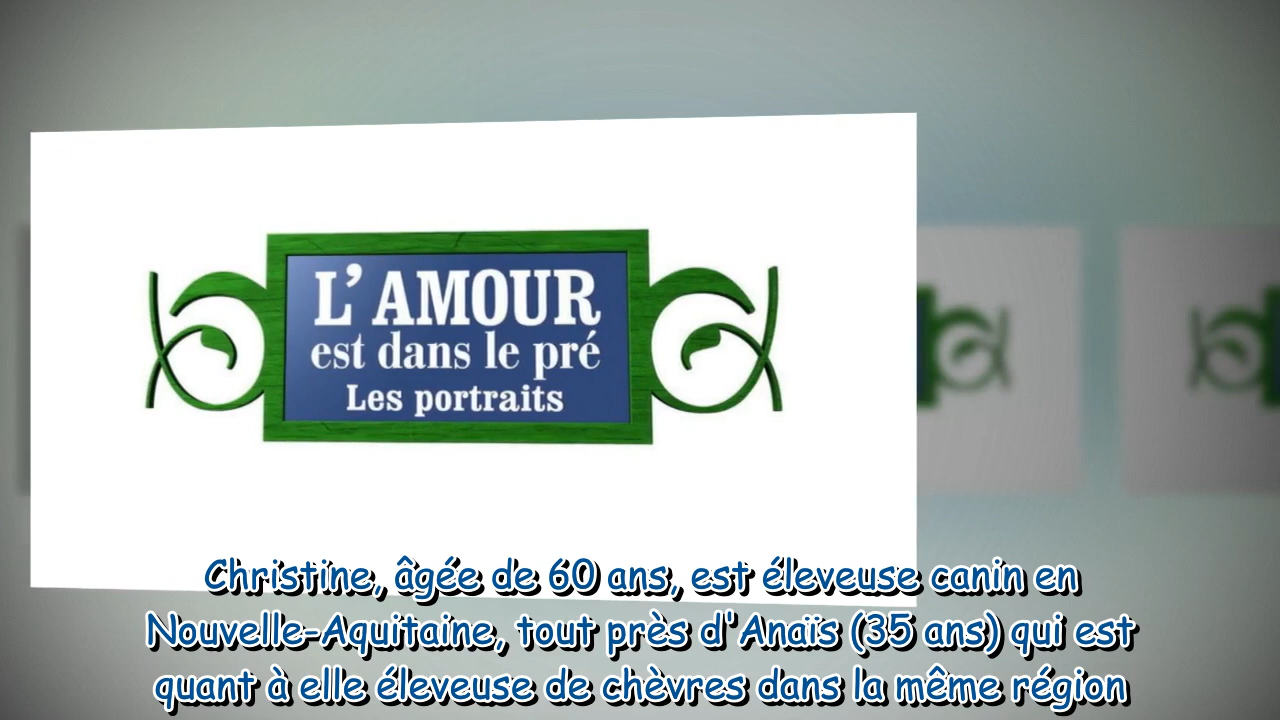 L'AMOUR
est dans le pré
Les portraits
Christine, âgée de 60 ans, est éleveuse canin en
Nouvelle-Aquitaine, tout près d'Anaïs (35 ans) qui est
quant à elle éleveuse de chèvres dans la même région